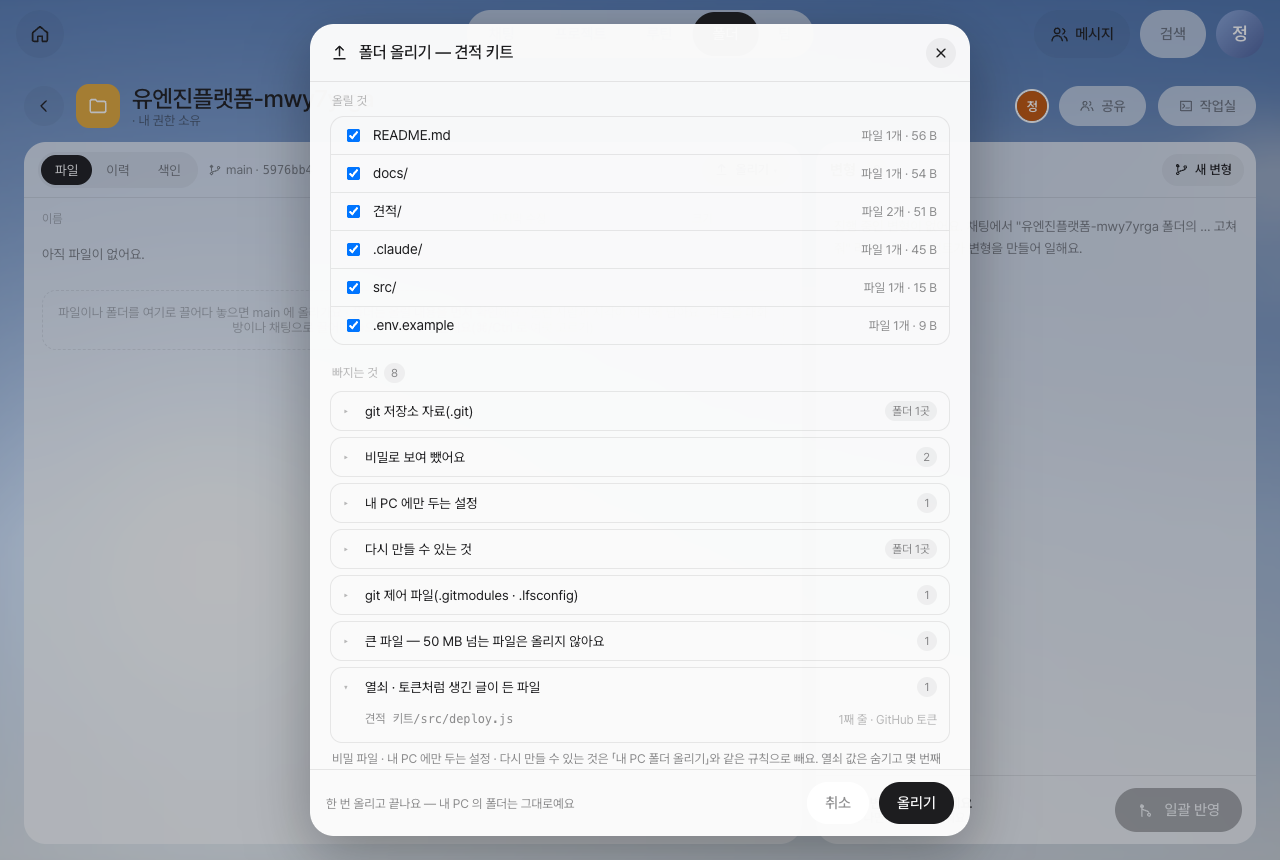 메시지
검색
정
폴더 올리기 — 견적 키트
유엔진플랫폼-mwy
· 내 권한 소유
정
공유
작업실
파일
이력
색인
main · 5976bb4
새 변형
이름
아직 파일이 없어요.
파일이나 폴더를 여기로 끌어다 놓으면 main 에 올
방이나 채팅으로
채팅에서 "유엔진플랫폼-mwy7yrga 폴더의 ... 고쳐
변형을 만들어 일해요.
올릴 것
README.md 파일 1개 · 56 B
docs/ 파일 1개 · 54 B
견적/ 파일 2개 · 51 B
.claude/ 파일 1개 · 45 B
src/ 파일 1개 · 15 B
.env.example 파일 1개 · 9 B
빠지는 것 8
git 저장소 자료(.git) 폴더 1곳
비밀로 보여 뺐어요 2
내 PC 에만 두는 설정 1
다시 만들 수 있는 것 폴더 1곳
git 제어 파일(.gitmodules · .lfsconfig) 1
큰 파일 — 50 MB 넘는 파일은 올리지 않아요 1
열쇠 · 토큰처럼 생긴 글이 든 파일 1
견적 키트/src/deploy.js 1째 줄 · GitHub 토큰
비밀 파일 · 내 PC 에만 두는 설정 · 다시 만들 수 있는 것은 「내 PC 폴더 올리기」와 같은 규칙으로 빼요. 열쇠 값은 숨기고 몇 번째
한 번 올리고 끝나요 — 내 PC 의 폴더는 그대로예요
취소
올리기
일괄 반영